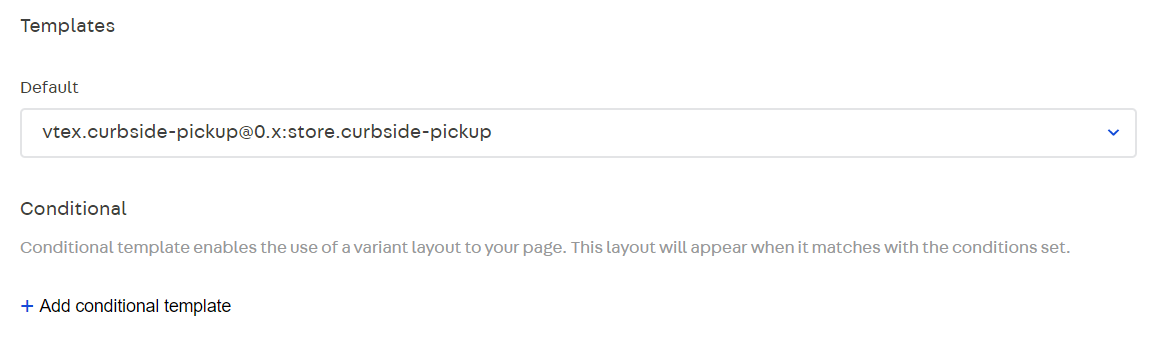 Templates
Default
vtex.curbside-pickup@0.x:store.curbside-pickup
Conditional
Conditional template enables the use of a variant layout to your page. This layout will appear when it matches with the conditions set.
+ Add conditional template